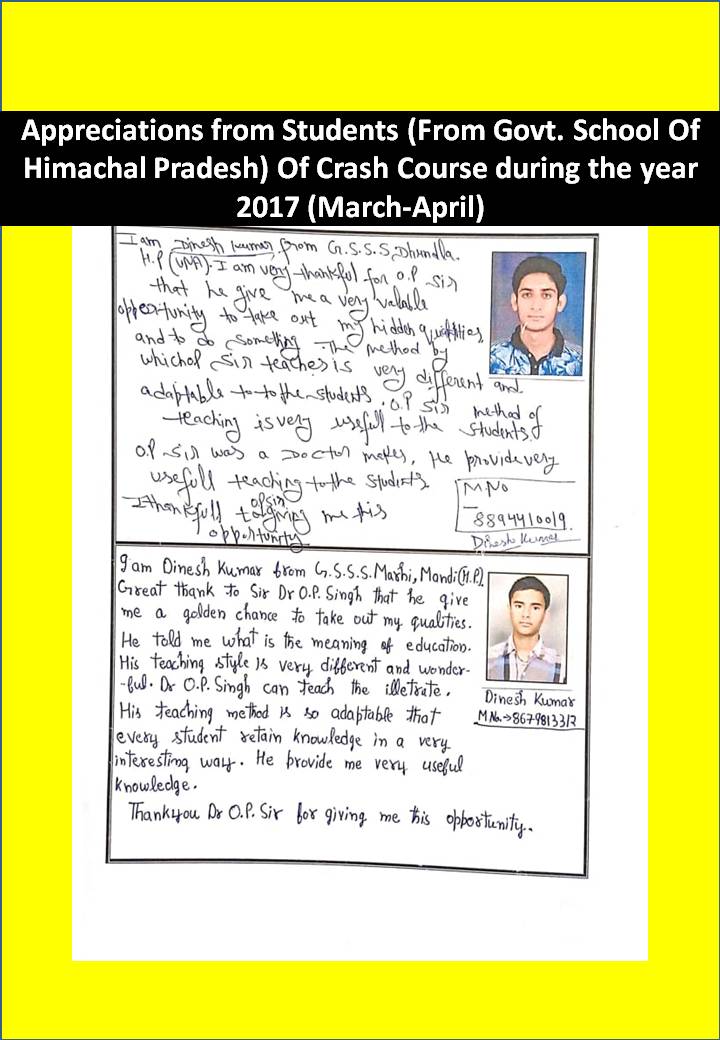 Appreciations from Students (From Govt. School Of
Himachal Pradesh) Of Crash Course during the year
2017 (March-April)
I am Dinesh Kumar, from G.S.S.S, Dhundla.
H.P (UNA). I am very thankful for O.P Sir
that he give me a very valable
opportunity to take out my hidden qualities
and to do something. The method by
which OP Sir teaches is very different and
adaptable to to the students. O.P Sir method of
teaching is very useful to the students
O.P Sir was a Doctor maker, He provide very
usefull teaching to the students.
I thankfull to OP Sir giving me this
opportunity
M No
8894410019.
Dinesh Kumar
I am Dinesh Kumar from G.S.S.S. Marhi, Mandi (H.P).
Great thank to Sir Dr O.P. Singh that he give
me a golden chance to take out my qualities.
He told me what is the meaning of education.
His teaching style is very different and wonder-
-ful. Dr O.P. Singh can teach the illetrate.
His teaching method is so adaptable that
every student retain knowledge in a very
interesting way. He provide me very useful
knowledge.
Thankyou Dr O.P. Sir for giving me this opportunity..
Dinesh Kumar
M No. → 8679813312